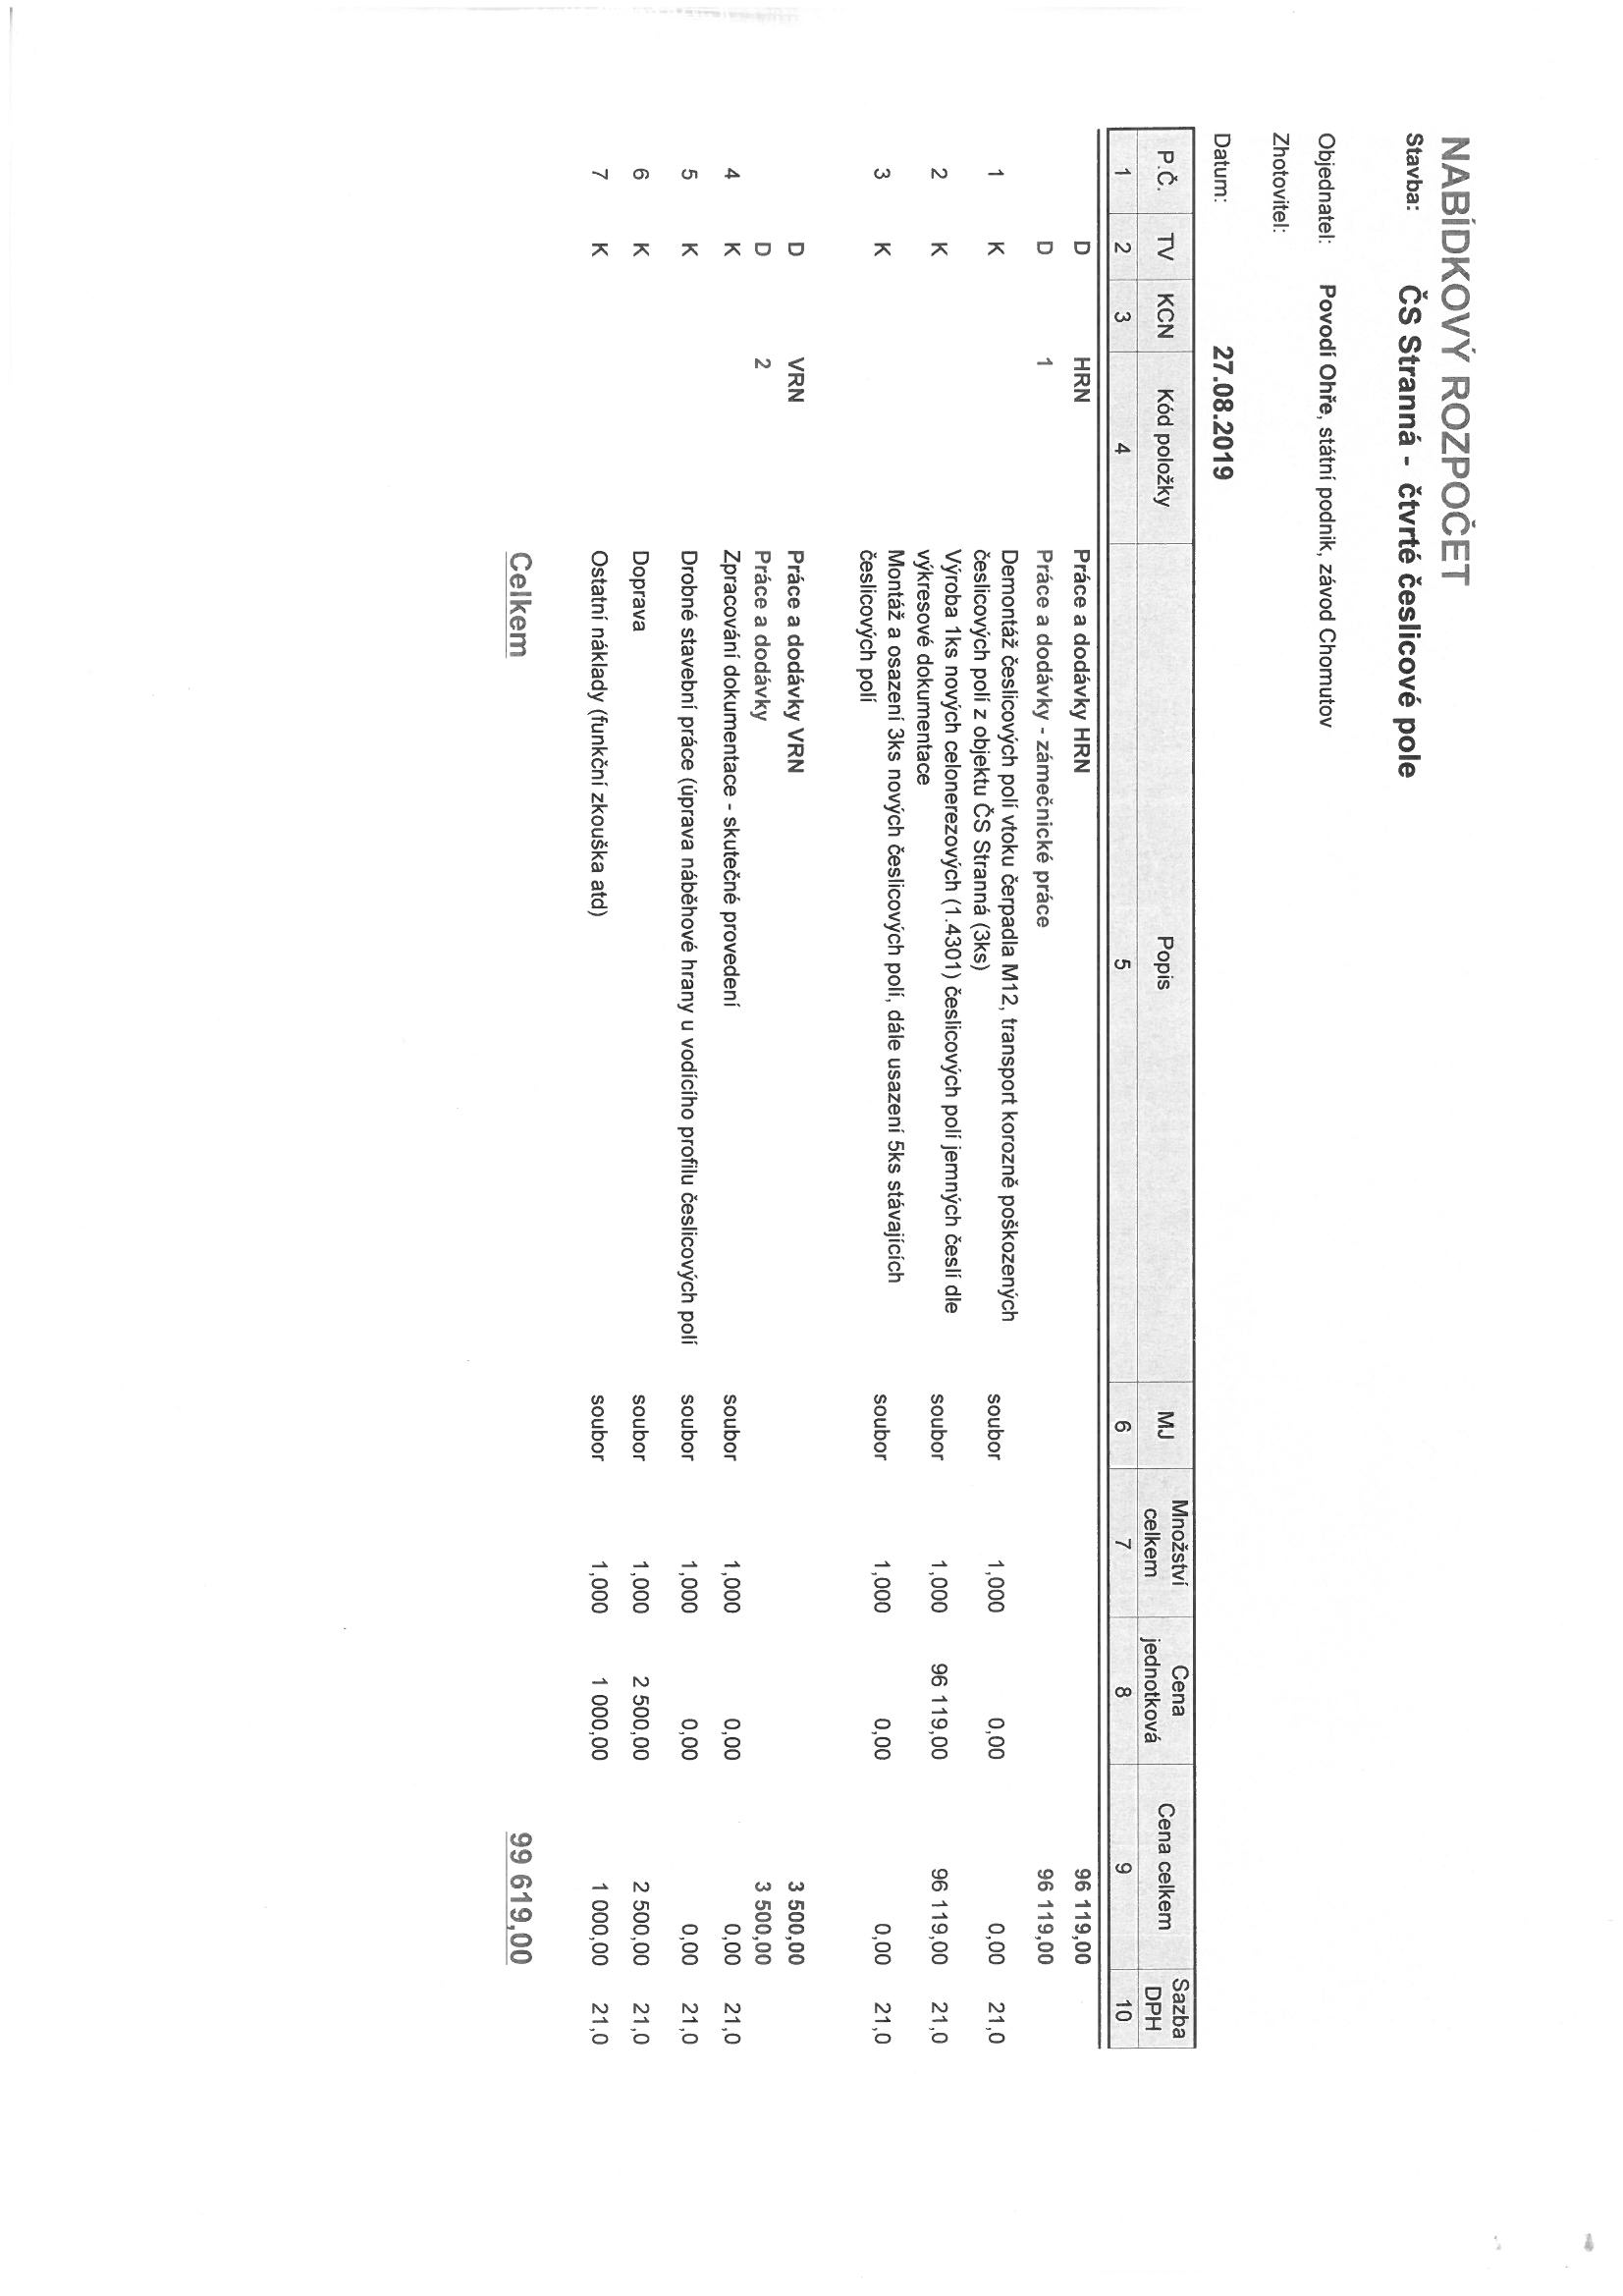 NABÍDKOVÝ ROZPOČET
Stavba: ČS Stranná - čtvrté česlicové pole
Objednatel: Povodí Ohře, státní podnik, závod Chomutov
Zhotovitel:
Datum: 27.08.2019
P.Č. TV KCN Kód položky Popis MJ Množství celkem Cena jednotková Cena celkem Sazba DPH
1 2 3 4 5 6 7 8 9 10
D HRN Práce a dodávky HRN 96 119,00
D 1 Práce a dodávky - zámečnické práce 96 119,00
1 K Demontáž česlicových polí vtoku čerpadla M12, transport korozně poškozených
česlicových polí z objektu ČS Stranná (3ks) soubor 1,000 0,00 0,00 21,0
2 K Výroba 1ks nových celonerezových (1.4301) česlicových polí jemných česlí dle
výkresové dokumentace soubor 1,000 96 119,00 96 119,00 21,0
3 K Montáž a osazení 3ks nových česlicových polí, dále usazení 5ks stávajících
česlicových polí soubor 1,000 0,00 0,00 21,0
D VRN Práce a dodávky VRN 3 500,00
D 2 Práce a dodávky 3 500,00
4 K Zpracování dokumentace - skutečné provedení soubor 1,000 0,00 0,00 21,0
5 K Drobné stavební práce (úprava náběhové hrany u vodícího profilu česlicových polí soubor 1,000 0,00 0,00 21,0
6 K Doprava soubor 1,000 2 500,00 2 500,00 21,0
7 K Ostatní náklady (funkční zkouška atd) soubor 1,000 1 000,00 1 000,00 21,0
Celkem 99 619,00